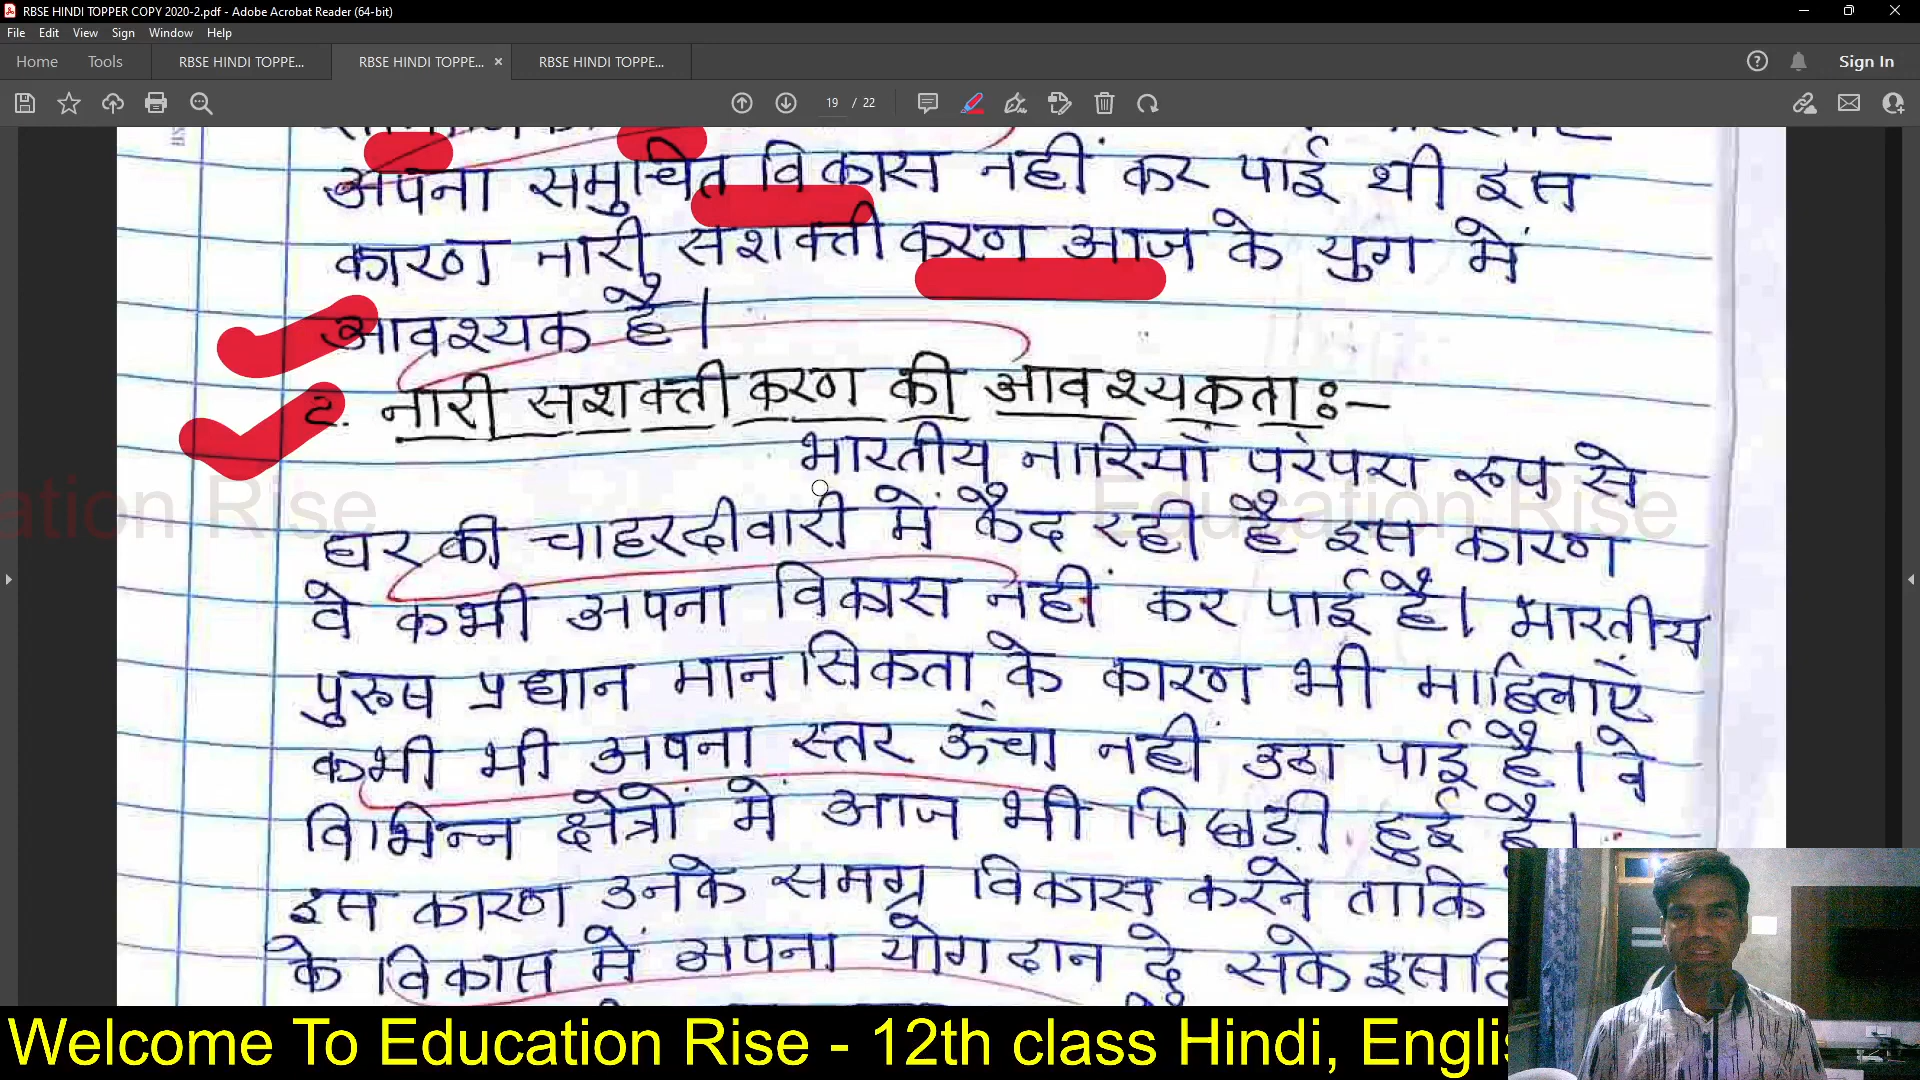 RBSE HINDI TOPPER COPY 2020-2.pdf - Adobe Acrobat Reader (64-bit)
File Edit View Sign Window Help
Home Tools RBSE HINDI TOPPE... RBSE HINDI TOPPE... × RBSE HINDI TOPPE... Sign In
19 / 22
अपना समुचित विकास नहीं कर पाई थी इस
कारण नारी सशक्तीकरण आज के युग में
आवश्यक है।
2. नारी सशक्तीकरण की आवश्यकता :-
भारतीय नारियों परंपरा रूप से
घर की चाहरदीवारी में कैद रही है इस कारण
वे कभी अपना विकास नहीं कर पाई है। भारतीय
पुरुष प्रधान मानसिकता के कारण भी महिलाएं
कभी भी अपना स्तर ऊँचा नहीं उठा पाई है। वे
विभिन्न क्षेत्रों में आज भी पिछड़ी हुई है।
इस कारण उनके समग्र विकास करने ताकि
के विकास में अपना योगदान दे सके
ation Rise Education Rise
Welcome To Education Rise - 12th class Hindi,